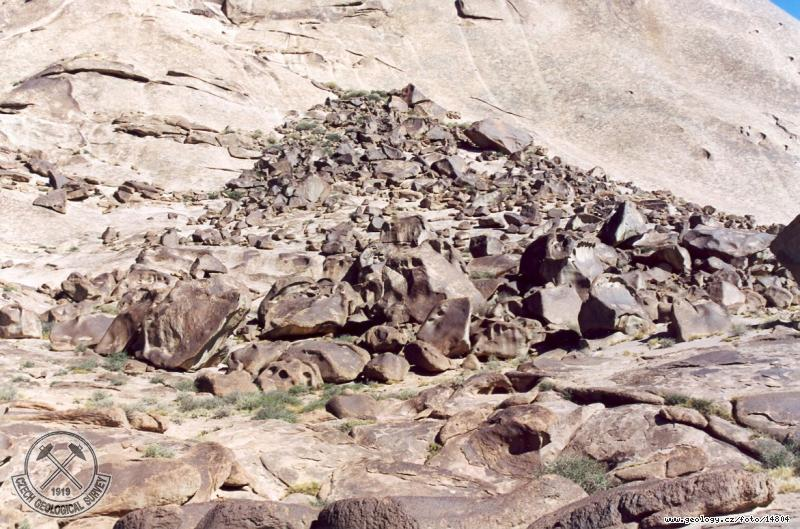 CZECH GEOLOGICAL SURVEY
1919
www.geology.cz/foto/14804